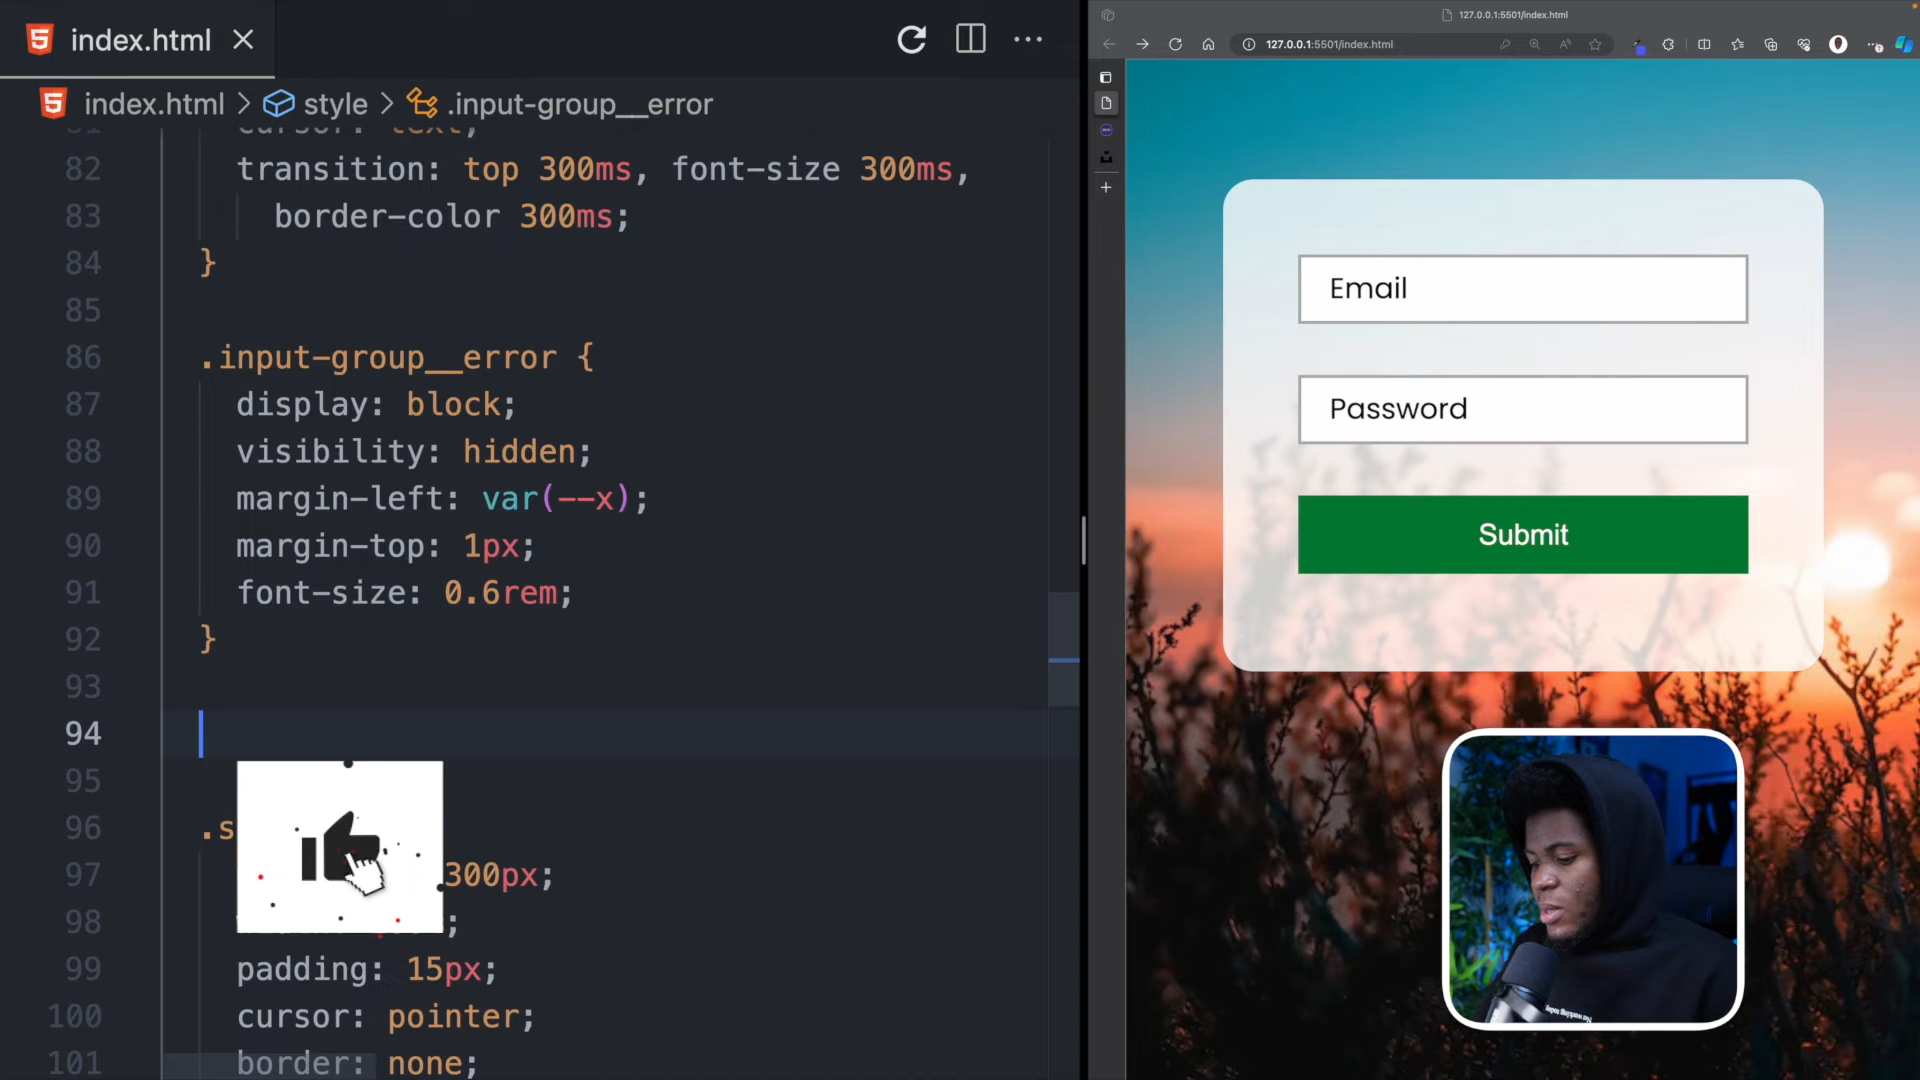 index.html
index.html > style > .input-group__error
cursor: text;
82 transition: top 300ms, font-size 300ms,
83 border-color 300ms;
84 }
85
86 .input-group__error {
87 display: block;
88 visibility: hidden;
89 margin-left: var(--x);
90 margin-top: 1px;
91 font-size: 0.6rem;
92 }
93
94
95
96 .s
97 300px;
98 ;
99 padding: 15px;
100 cursor: pointer;
101 border: none;
127.0.0.1:5501/index.html
127.0.0.1:5501/index.html
Email
Password
Submit